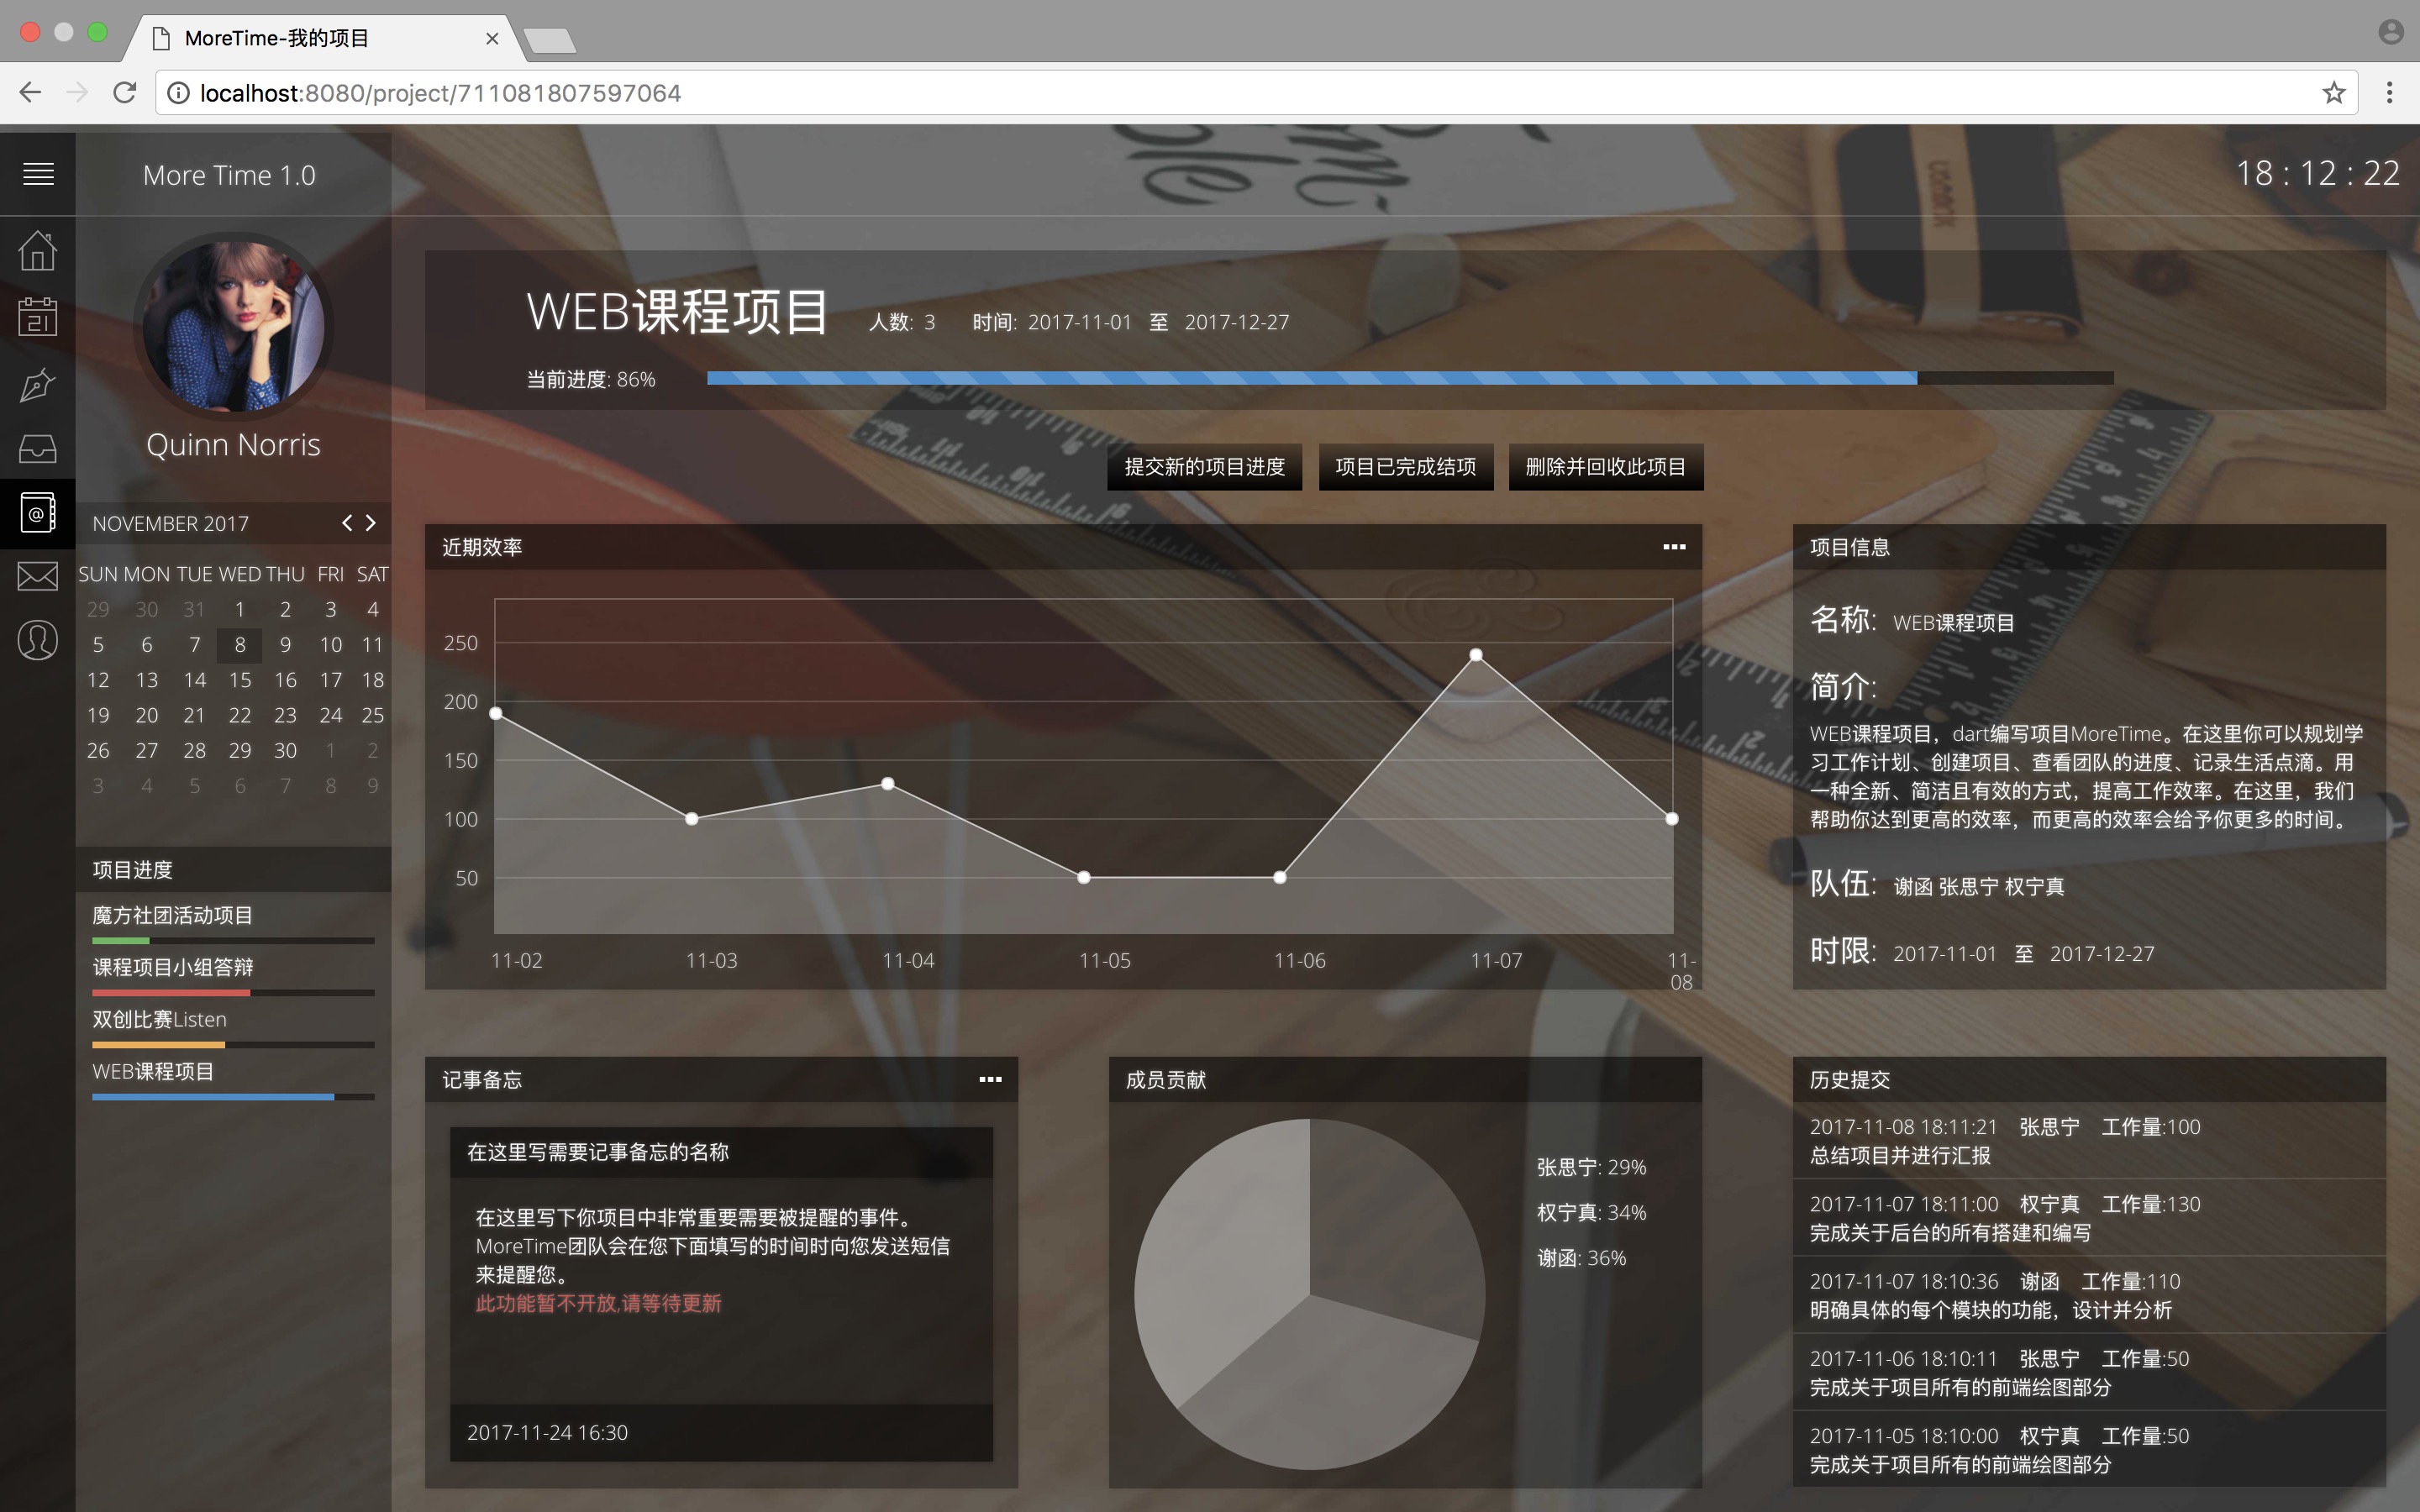 MoreTime-我的项目
localhost:8080/project/711081807597064
More Time 1.0
18 : 12 : 22
21
Quinn Norris
NOVEMBER 2017
SUN MON TUE WED THU FRI SAT
29 30 31 1 2 3 4
5 6 7 8 9 10 11
12 13 14 15 16 17 18
19 20 21 22 23 24 25
26 27 28 29 30 1 2
3 4 5 6 7 8 9
项目进度
魔方社团活动项目
课程项目小组答辩
双创比赛Listen
WEB课程项目
WEB课程项目 人数: 3 时间: 2017-11-01 至 2017-12-27
当前进度: 86%
提交新的项目进度 项目已完成结项 删除并回收此项目
近期效率
250
200
150
100
50
11-02 11-03 11-04 11-05 11-06 11-07 11-08
项目信息
名称: WEB课程项目
简介:
WEB课程项目，dart编写项目MoreTime。在这里你可以规划学
习工作计划、创建项目、查看团队的进度、记录生活点滴。用
一种全新、简洁且有效的方式，提高工作效率。在这里，我们
帮助你达到更高的效率，而更高的效率会给予你更多的时间。
队伍: 谢函 张思宁 权宁真
时限: 2017-11-01 至 2017-12-27
记事备忘
在这里写需要记事备忘的名称
在这里写下你项目中非常重要需要被提醒的事件。
MoreTime团队会在您下面填写的时间时向您发送短信
来提醒您。
此功能暂不开放,请等待更新
2017-11-24 16:30
成员贡献
张思宁: 29%
权宁真: 34%
谢函: 36%
历史提交
2017-11-08 18:11:21 张思宁 工作量:100
总结项目并进行汇报
2017-11-07 18:11:00 权宁真 工作量:130
完成关于后台的所有搭建和编写
2017-11-07 18:10:36 谢函 工作量:110
明确具体的每个模块的功能，设计并分析
2017-11-06 18:10:11 张思宁 工作量:50
完成关于项目所有的前端绘图部分
2017-11-05 18:10:00 权宁真 工作量:50
完成关于项目所有的前端绘图部分